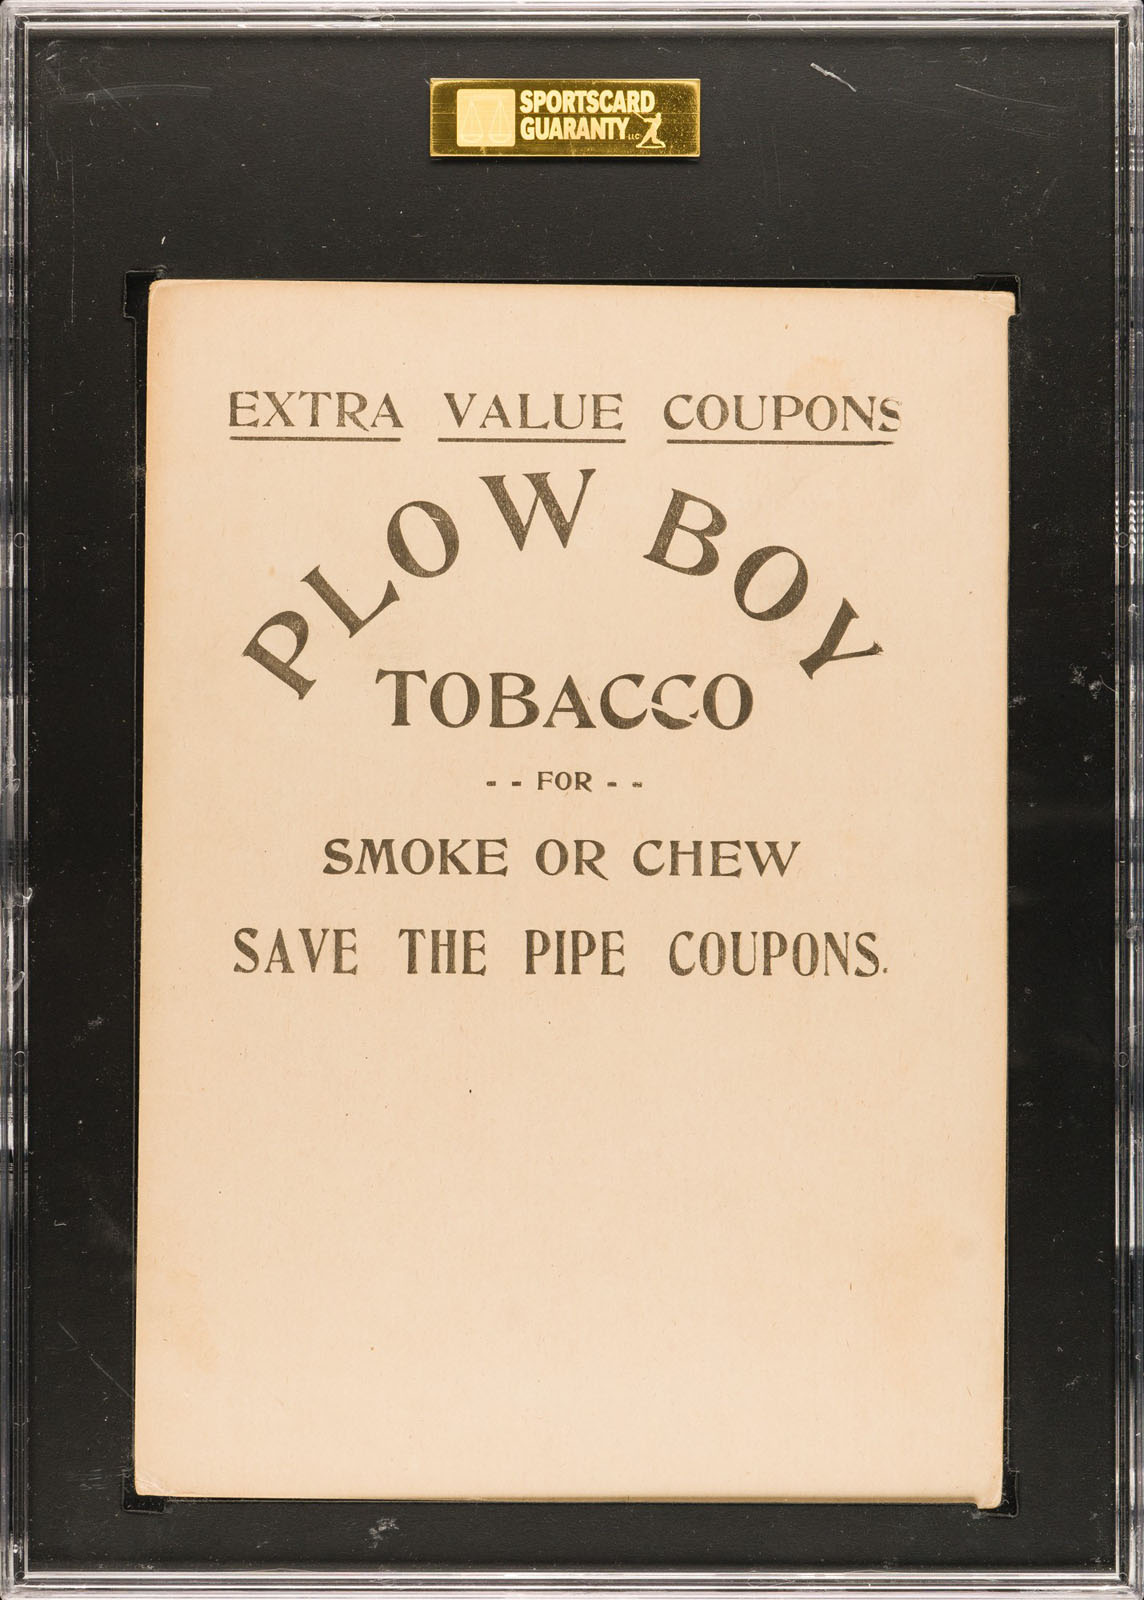 SPORTSCARD
GUARANTY LLC
EXTRA VALUE COUPONS
PLOW BOY
TOBACCO
- - FOR - -
SMOKE OR CHEW
SAVE THE PIPE COUPONS.